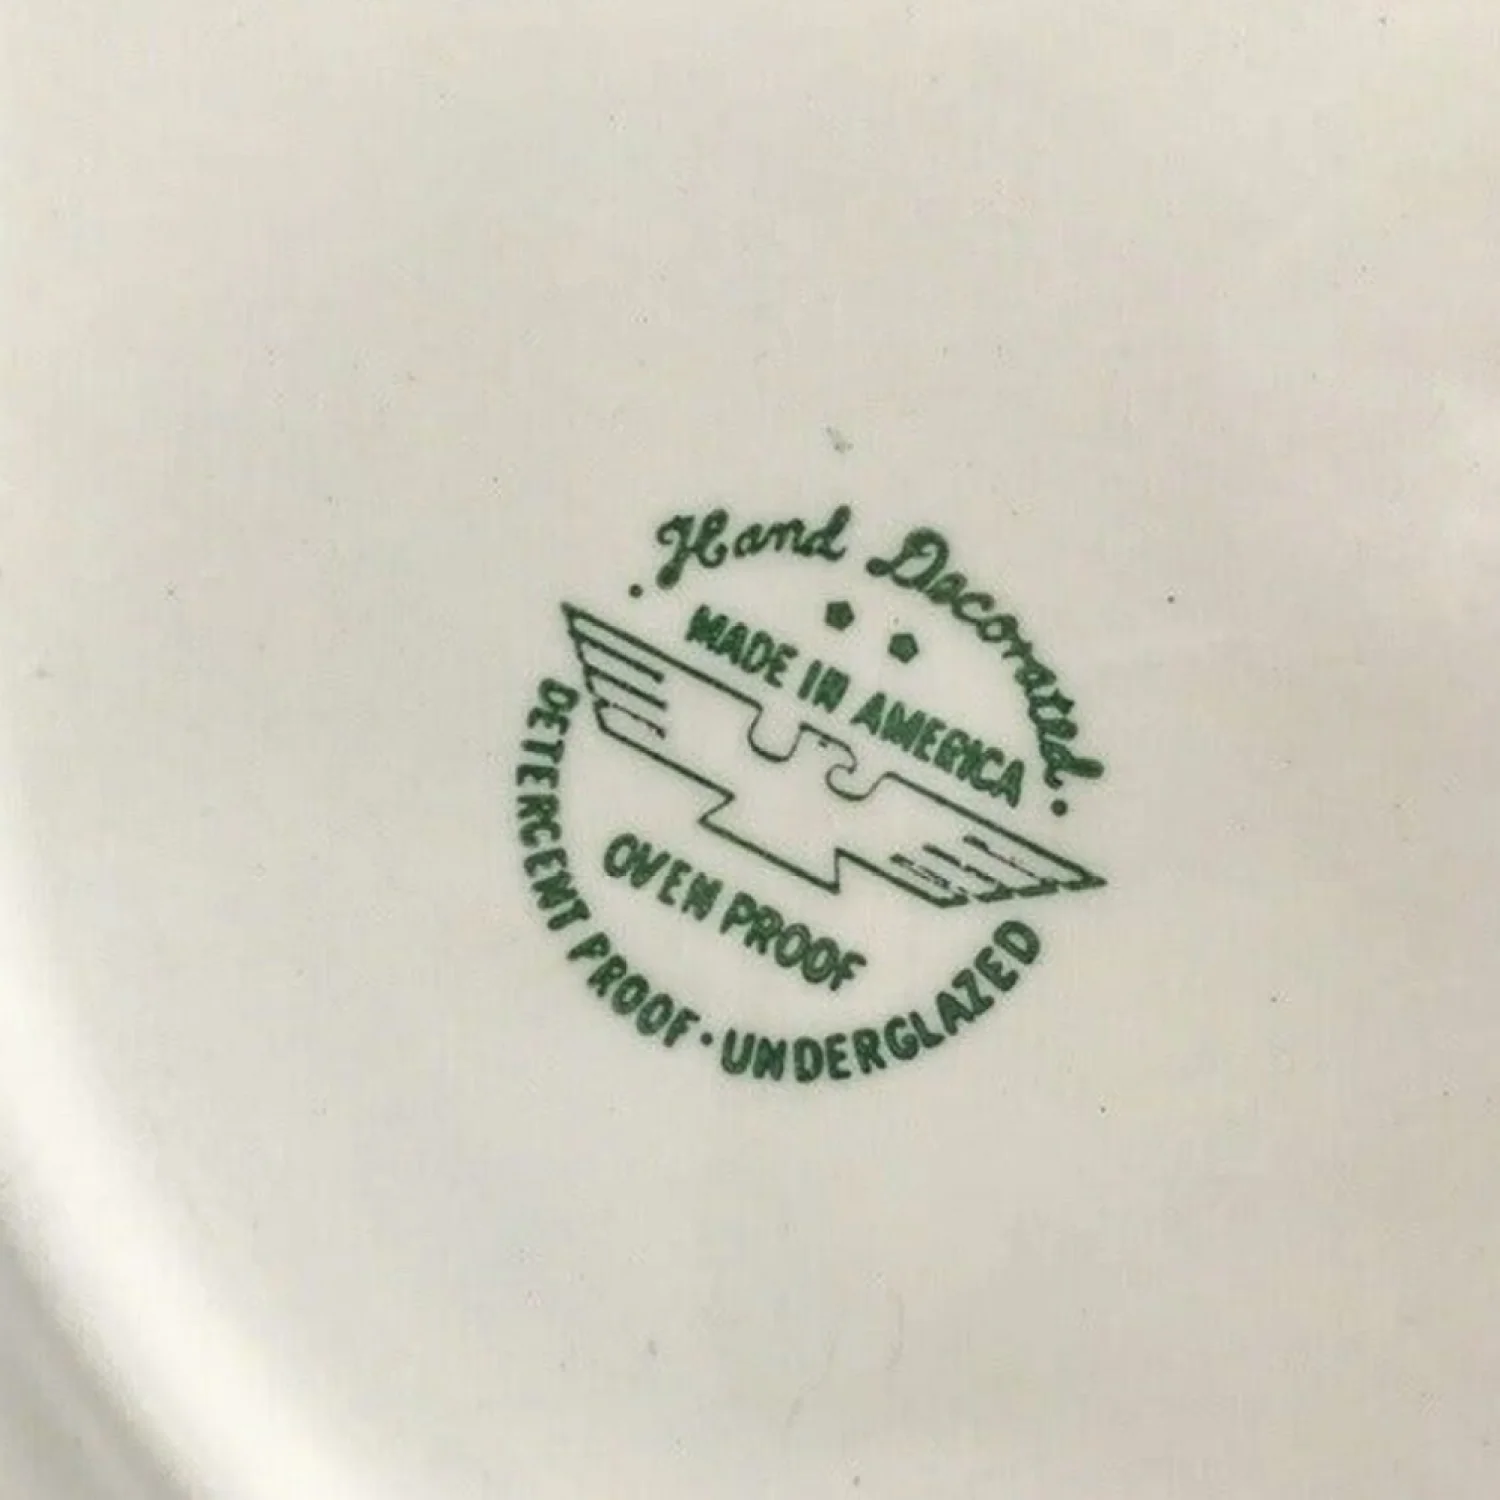 Hand Decorated
MADE IN AMERICA
OVEN PROOF
DETERGENT PROOF · UNDERGLAZED